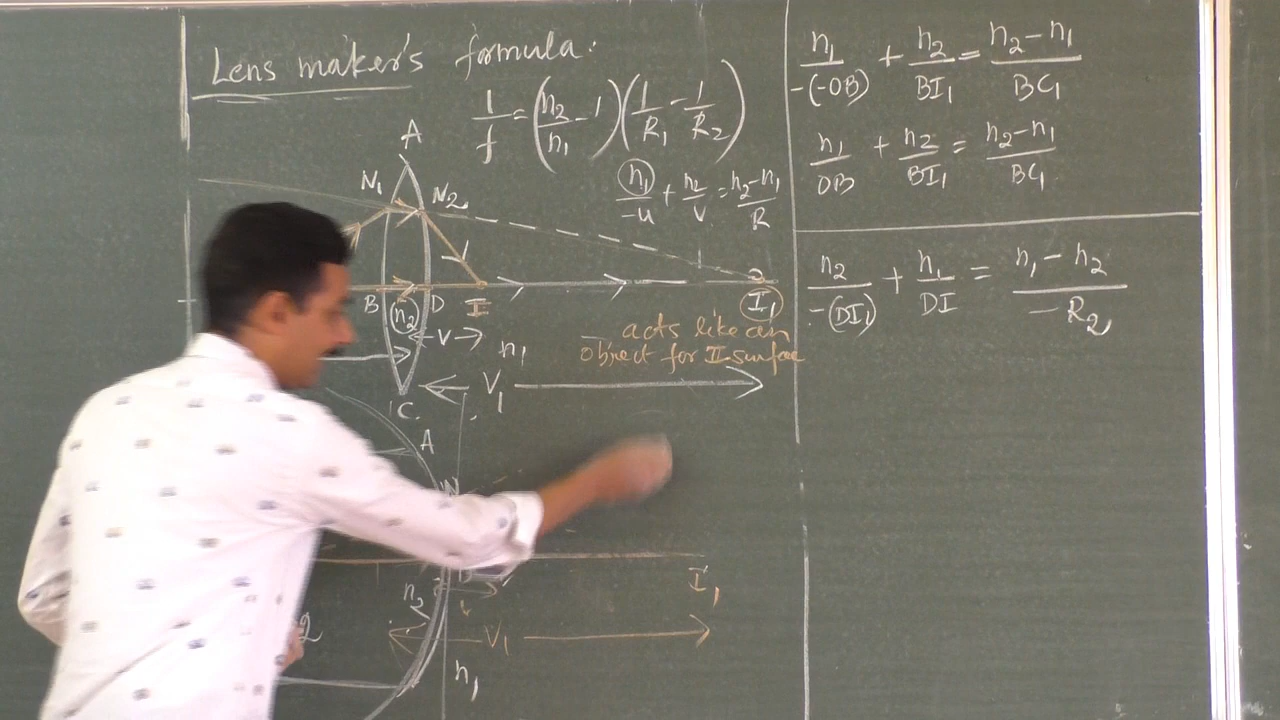 Lens maker's formula.
1/f = (n2/n1 - 1)(1/R1 - 1/R2)
n1/-u + n2/v = n2-n1/R
A
N1 N2
B D I I1
n2
v
n1
acts like an
object for II surface
V1
C
A
N
I1
n2
V1
n1
2
n1/-(-OB) + n2/BI1 = n2-n1/BC1
n1/OB + n2/BI1 = n2-n1/BC1
n2/-(DI1) + n1/DI = n1-n2/-R2